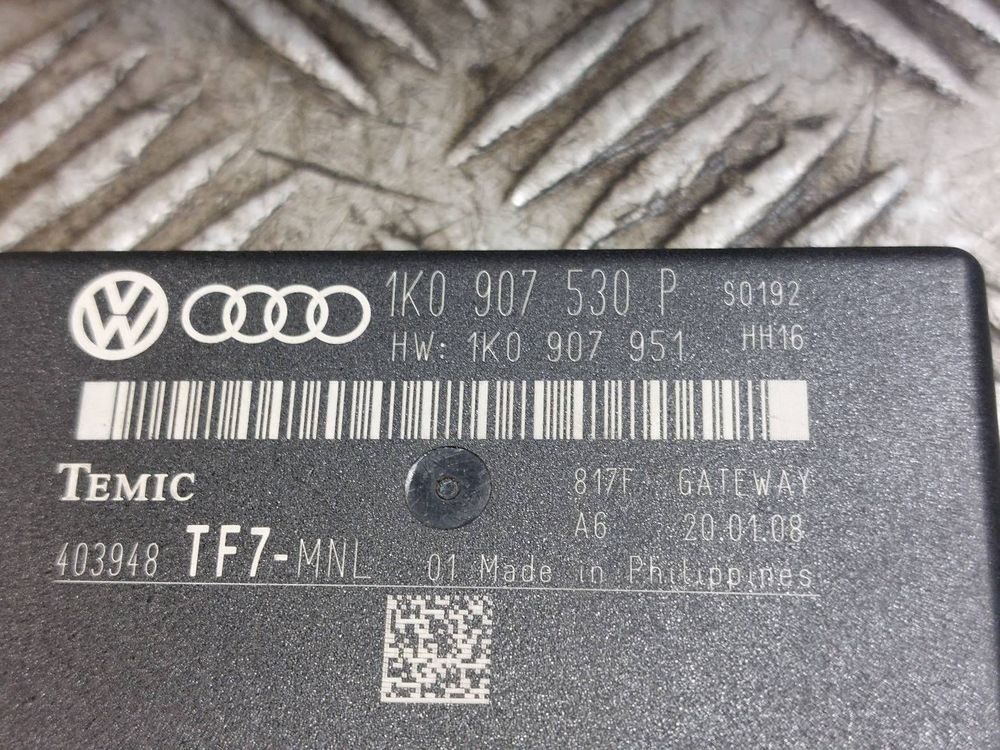 1K0 907 530 P S0192
HW: 1K0 907 951 HH16
TEMIC 817F GATEWAY
A6 20.01.08
403948 TF7-MNL 01 Made in Philippines